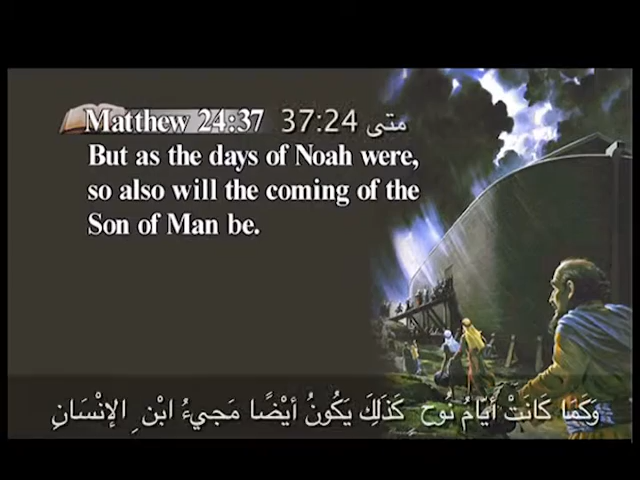 Matthew 24:37 متى 37:24
But as the days of Noah were,
so also will the coming of the
Son of Man be.
وَكَمَا كَانَتْ أَيَّامُ نُوحٍ كَذَلِكَ يَكُونُ أَيْضًا مَجِيءُ ابْنِ الإِنْسَانِ